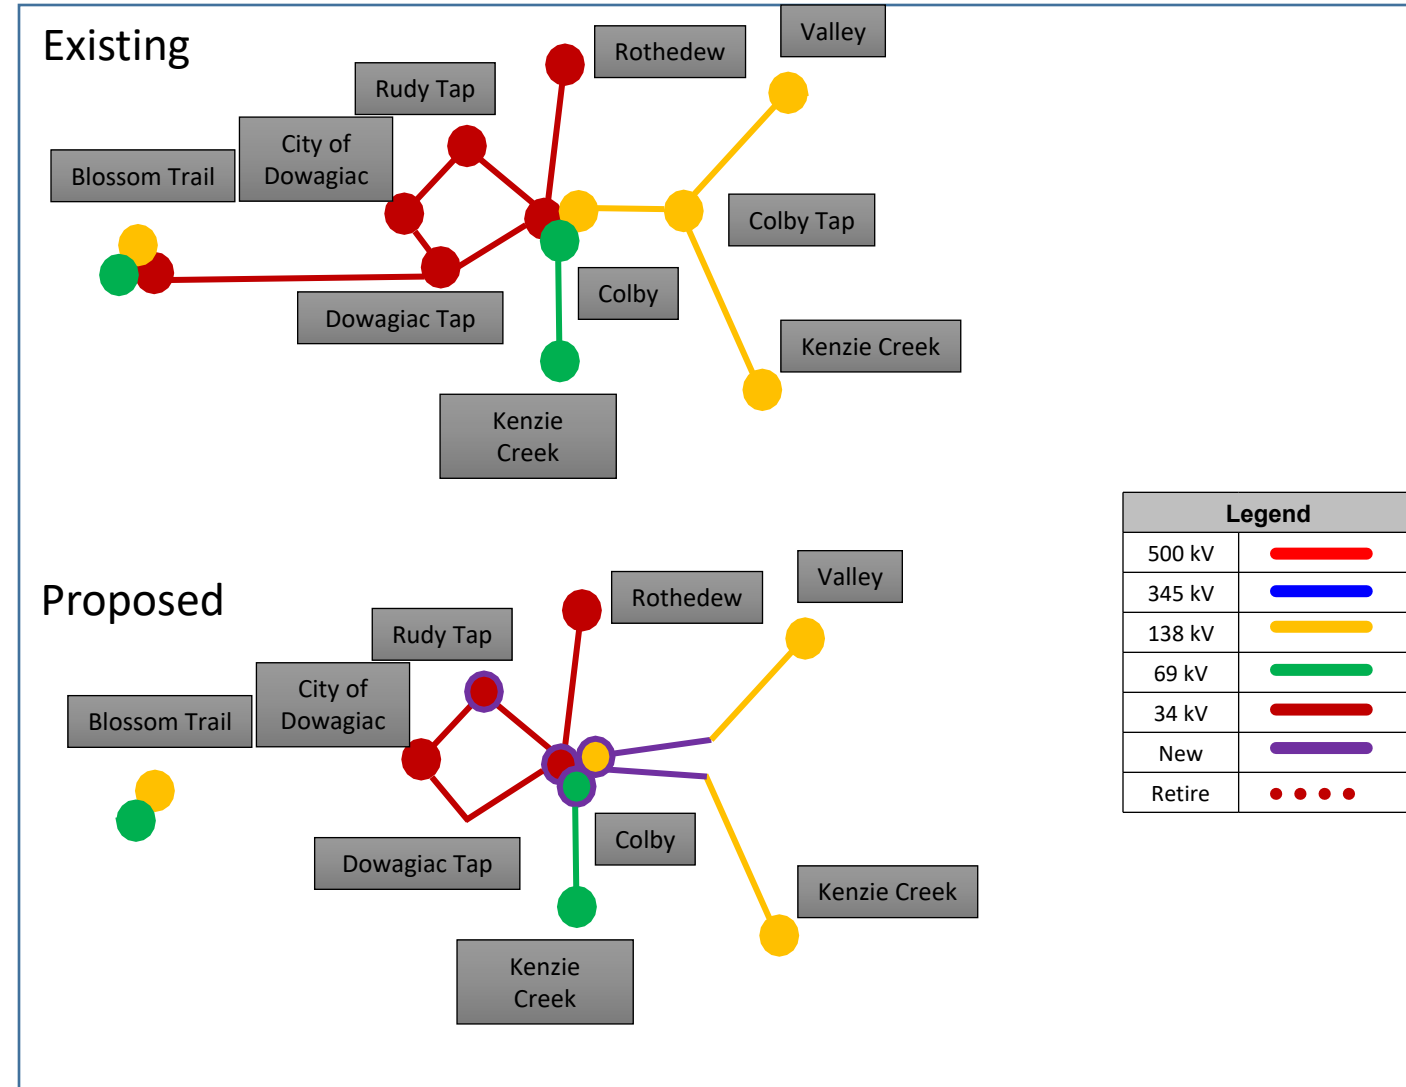 Existing
Valley
Rothedew
Rudy Tap
City of
Dowagiac
Blossom Trail
Colby Tap
Colby
Dowagiac Tap
Kenzie Creek
Kenzie
Creek
Legend
500 kV
345 kV
138 kV
69 kV
34 kV
New
Retire
Proposed
Valley
Rothedew
Rudy Tap
City of
Dowagiac
Blossom Trail
Colby
Dowagiac Tap
Kenzie Creek
Kenzie
Creek